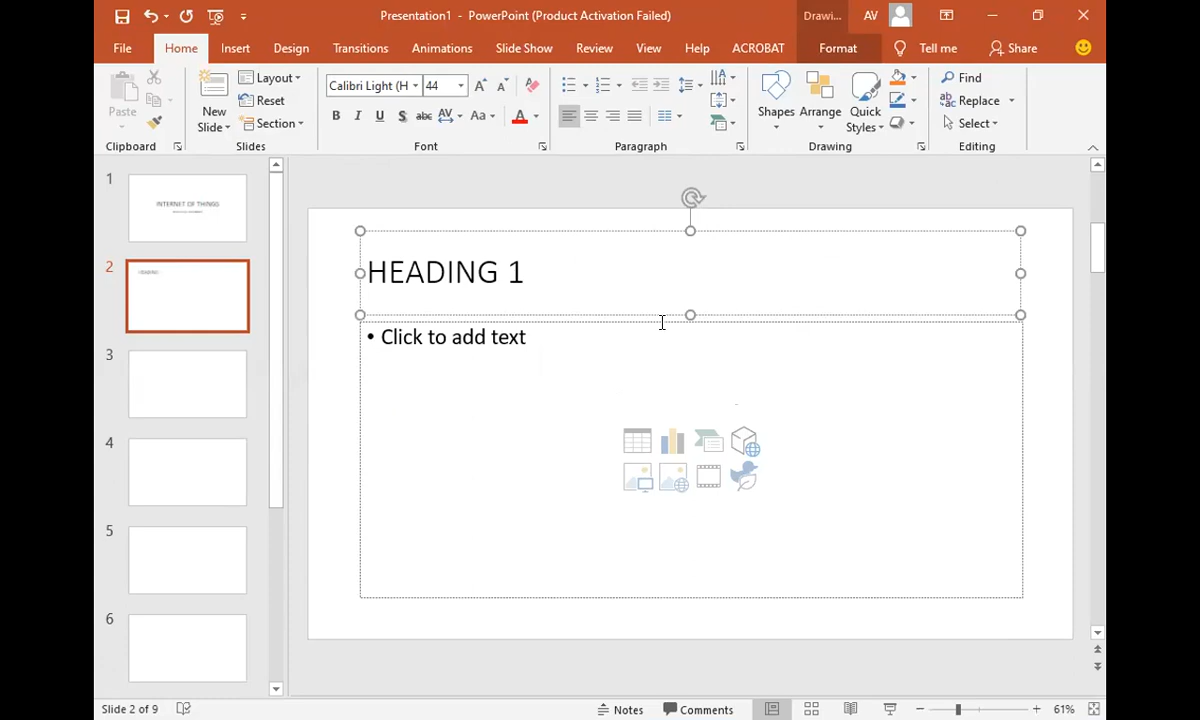 Presentation1 - PowerPoint (Product Activation Failed)
Drawi...
AV
File
Home
Insert
Design
Transitions
Animations
Slide Show
Review
View
Help
ACROBAT
Format
Tell me
Share
Paste
New
Slide
Layout
Reset
Section
Calibri Light (H
44
A
A
B
I
U
S
abc
AV
Aa
A
Shapes
Arrange
Quick
Styles
Find
Replace
Select
Clipboard
Slides
Font
Paragraph
Drawing
Editing
1
INTERNET OF THINGS
2
3
4
5
6
HEADING 1
• Click to add text
Slide 2 of 9
Notes
Comments
61%